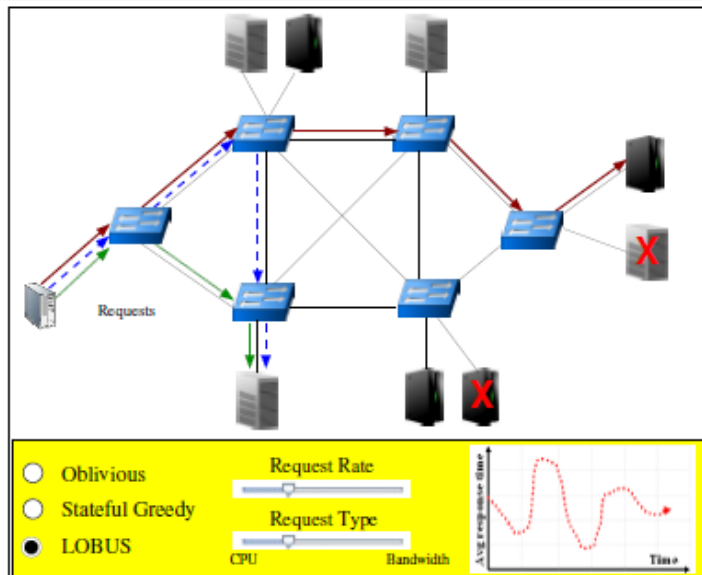 X
Requests
X
Oblivious
Stateful Greedy
LOBUS
Request Rate
Request Type
CPU
Bandwidth
Avg response time
Time